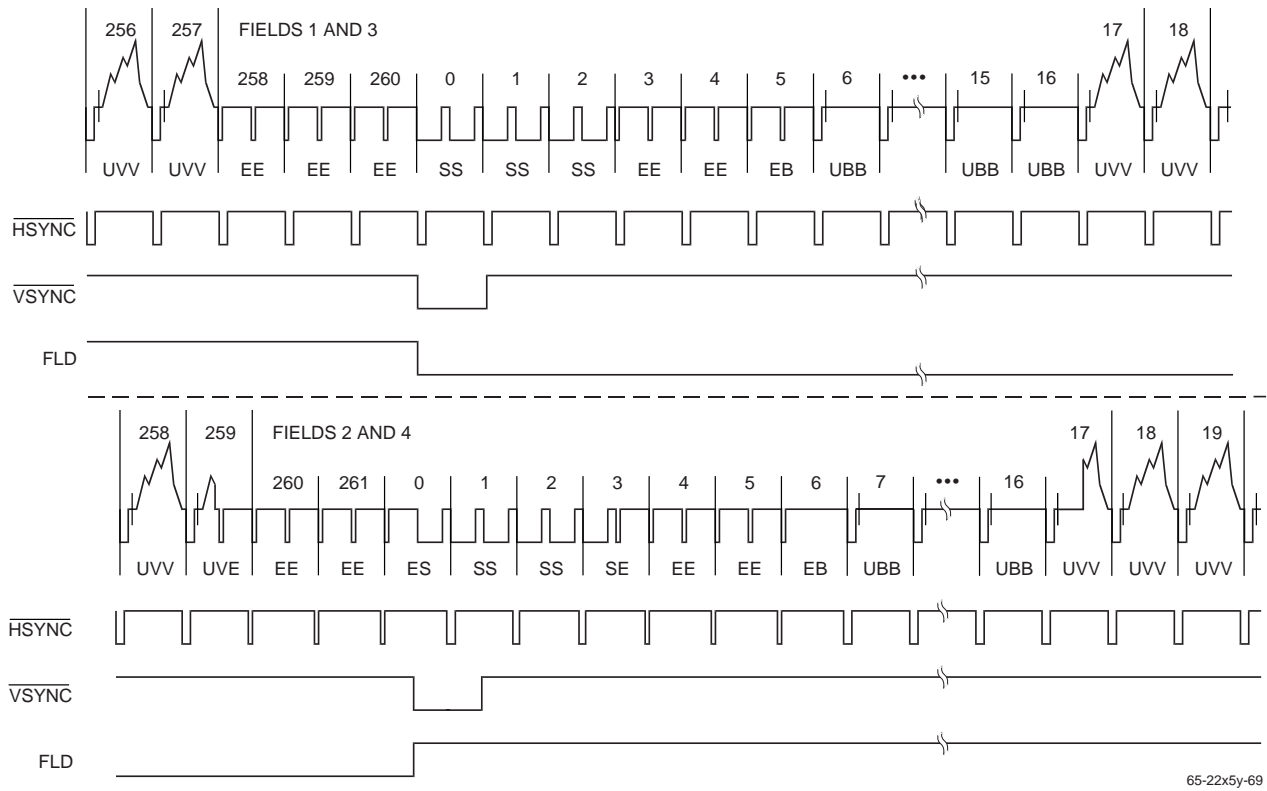 256 257 FIELDS 1 AND 3 17 18
258 259 260 0 1 2 3 4 5 6 ••• 15 16
UVV UVV EE EE EE SS SS SS EE EE EB UBB UBB UBB UVV UVV
HSYNC
VSYNC
FLD
258 259 FIELDS 2 AND 4 17 18 19
260 261 0 1 2 3 4 5 6 7 ••• 16
UVV UVE EE EE ES SS SS SE EE EE EB UBB UBB UVV UVV UVV
HSYNC
VSYNC
FLD
65-22x5y-69